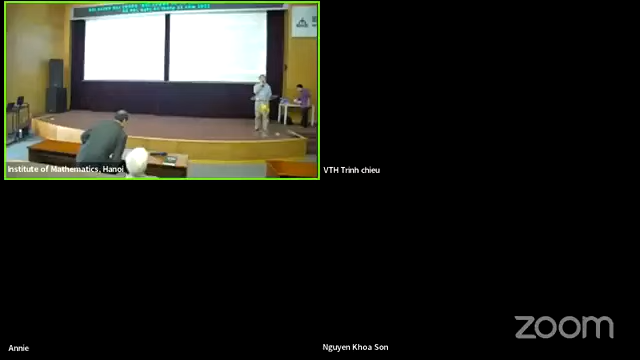 Institute of Mathematics, Hanoi
VTH Trinh chieu
zoom
Annie
Nguyen Khoa Son